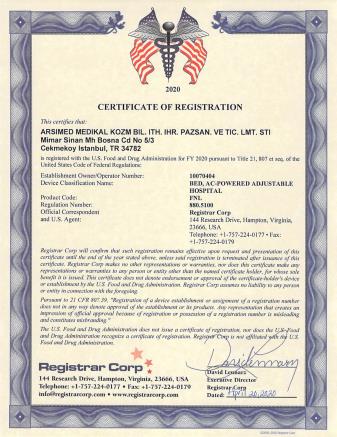 2020
CERTIFICATE OF REGISTRATION
This certifies that:
ARSIMED MEDIKAL KOZM BIL. ITH. IHR. PAZSAN. VE TIC. LMT. STI
Mimar Sinan Mh Bosna Cd No 5/3
Cekmekoy Istanbul, TR 34782
is registered with the U.S. Food and Drug Administration for FY 2020 pursuant to Title 21, 807 et seq. of the
United States Code of Federal Regulations:
Establishment Owner/Operator Number: 10070404
Device Classification Name: BED, AC-POWERED ADJUSTABLE
HOSPITAL
Product Code: FNL
Regulation Number: 880.5100
Official Correspondent Registrar Corp
and U.S. Agent 144 Research Drive, Hampton, Virginia,
23666, USA
Telephone: +1-757-224-0177 • Fax:
+1-757-224-0179
Registrar Corp will confirm that such registration remains effective upon request and presentation of this
certificate until the end of the year stated above, unless said registration is terminated after issuance of this
certificate. Registrar Corp makes no other representations or warranties, nor does this certificate make any
representations or warranties to any person or entity other than the named certificate holder, for whose sole
benefit it is issued. This certificate does not denote endorsement or approval of the certificate-holder's device
or establishment by the U.S. Food and Drug Administration. Registrar Corp assumes no liability to any person
or entity in connection with the foregoing.
Pursuant to 21 CFR 807.39, "Registration of a device establishment or assignment of a registration number
does not in any way denote approval of the establishment or its products. Any representation that creates an
impression of official approval because of registration or possession of a registration number is misleading
and constitutes misbranding."
The U.S. Food and Drug Administration does not issue a certificate of registration, nor does the U.S. Food
and Drug Administration recognize a certificate of registration. Registrar Corp is not affiliated with the U.S.
Food and Drug Administration.
Registrar Corp
144 Research Drive, Hampton, Virginia, 23666, USA
Telephone: +1-757-224-0177 • Fax: +1-757-224-0179
info@registrarcorp.com • www.registrarcorp.com
David Lennarz
Executive Director
Registrar Corp
Dated: April 20, 2020